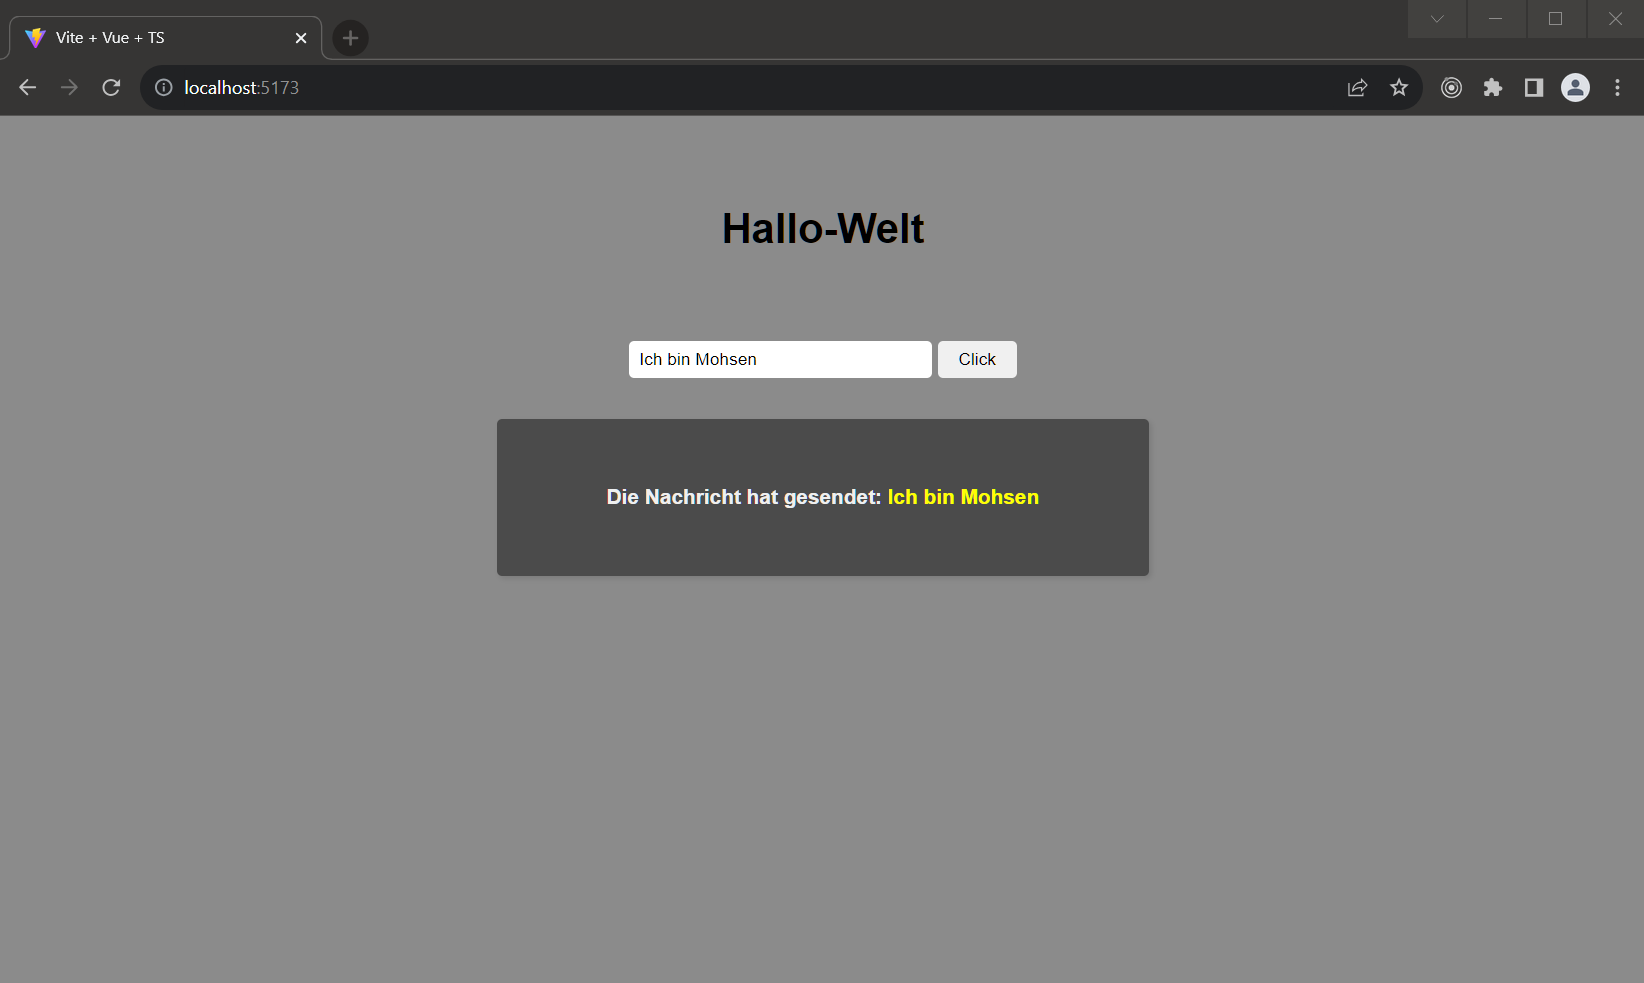 Vite + Vue + TS
localhost:5173
Hallo-Welt
Ich bin Mohsen
Click
Die Nachricht hat gesendet: Ich bin Mohsen